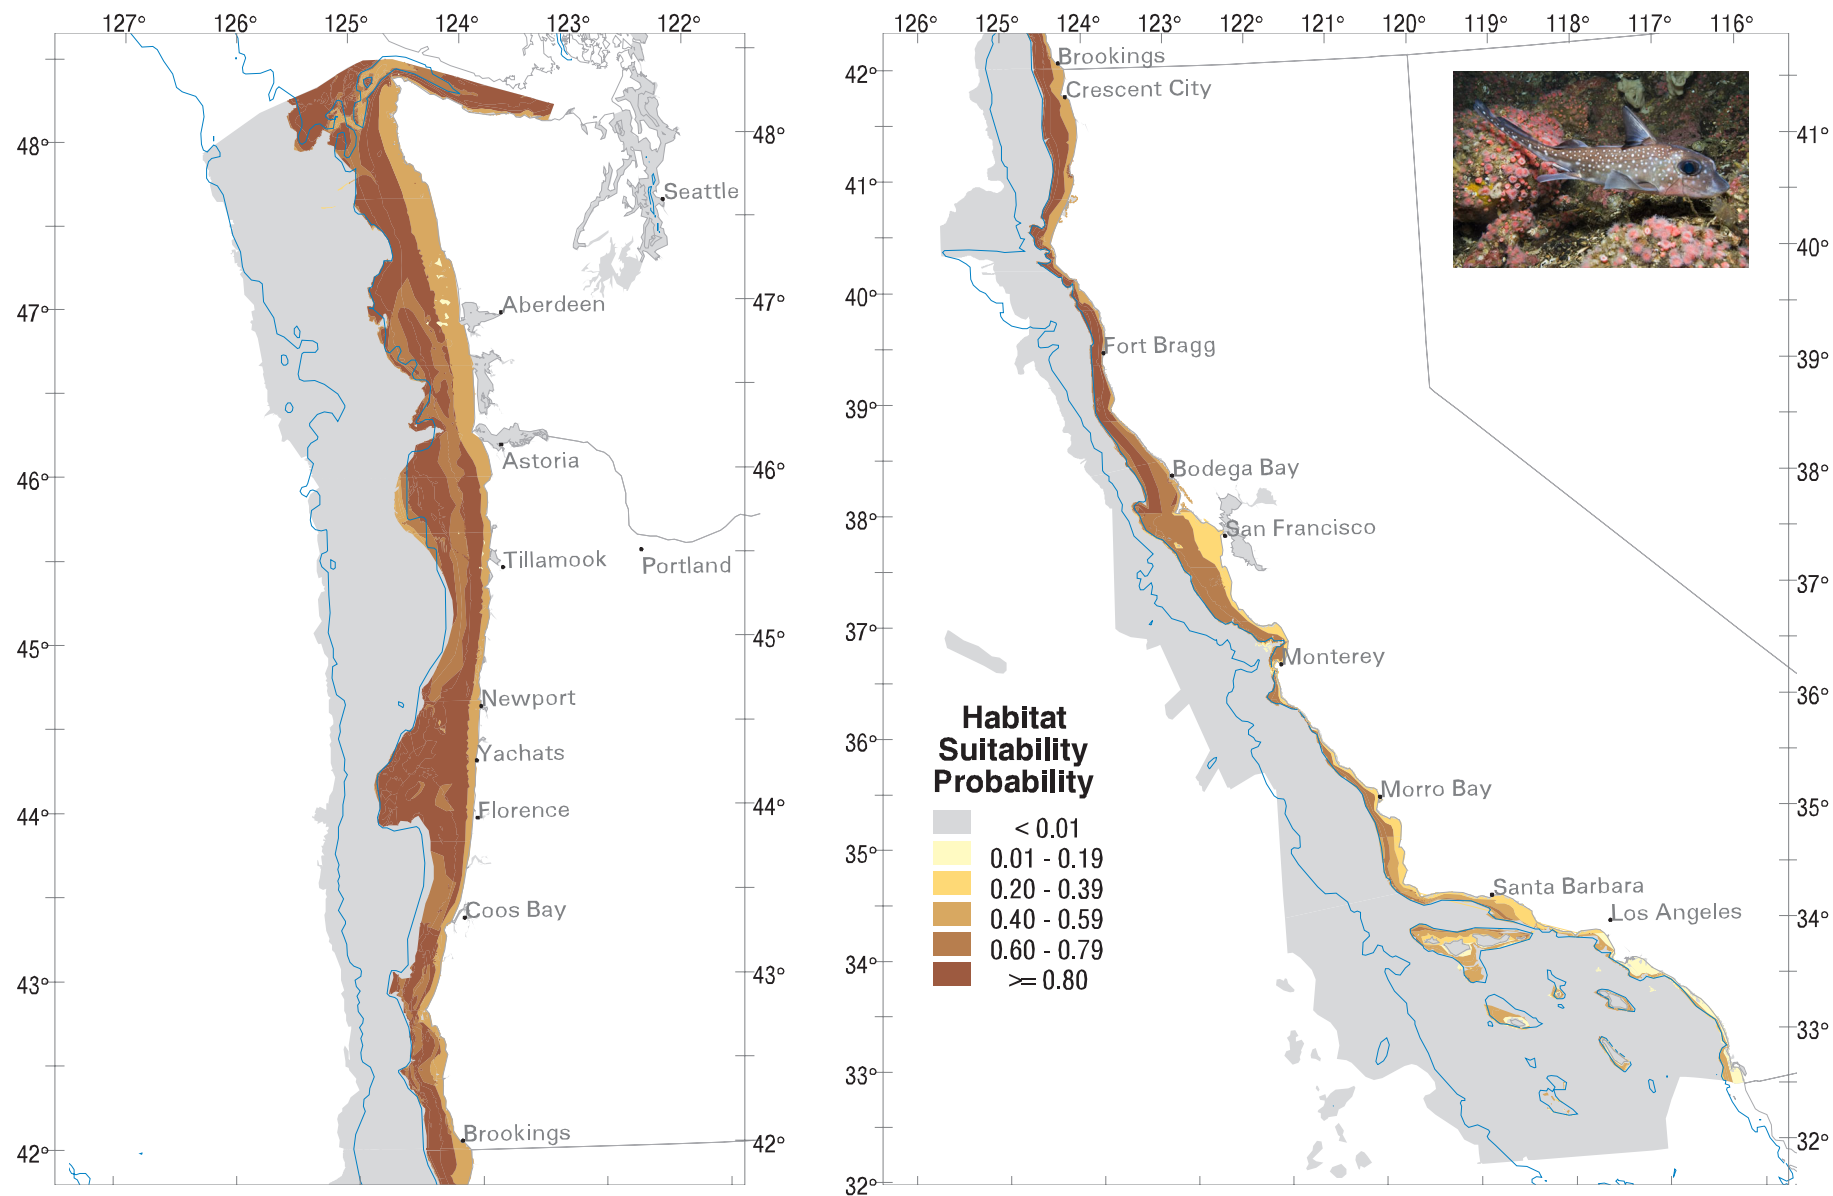 127° 126° 125° 124° 123° 122°
48° 48°
Seattle
47° 47°
Aberdeen
46° 46°
Astoria
Tillamook
Portland
45° 45°
Newport
Yachats
44° 44°
Florence
Coos Bay
43° 43°
Brookings
42° 42°
126° 125° 124° 123° 122° 121° 120° 119° 118° 117° 116°
Brookings
42°
Crescent City
41°
41°
40°
40°
Fort Bragg
39°
39°
Bodega Bay
38°
38°
San Francisco
37°
37°
Monterey
36°
36°
Morro Bay
35°
35°
Santa Barbara
Los Angeles
34°
34°
33°
33°
32°
32°
Habitat
Suitability
Probability
< 0.01
0.01 - 0.19
0.20 - 0.39
0.40 - 0.59
0.60 - 0.79
>= 0.80